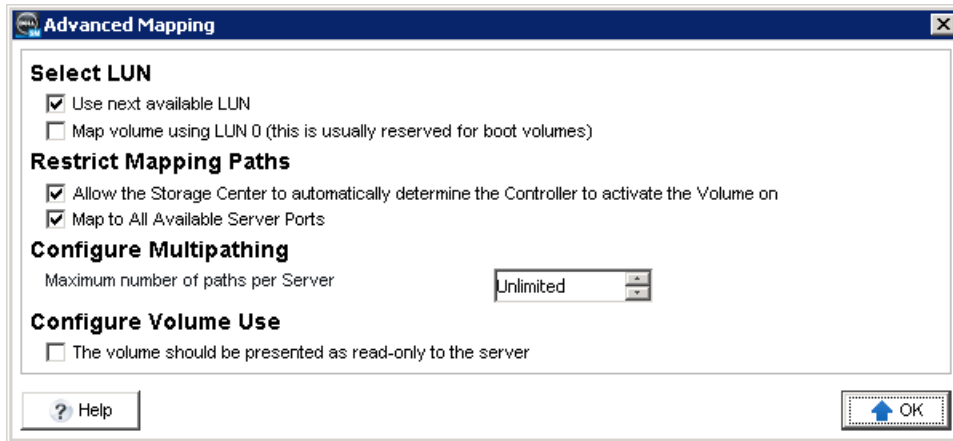 Advanced Mapping
Select LUN
Use next available LUN
Map volume using LUN 0 (this is usually reserved for boot volumes)
Restrict Mapping Paths
Allow the Storage Center to automatically determine the Controller to activate the Volume on
Map to All Available Server Ports
Configure Multipathing
Maximum number of paths per Server Unlimited
Configure Volume Use
The volume should be presented as read-only to the server
? Help OK